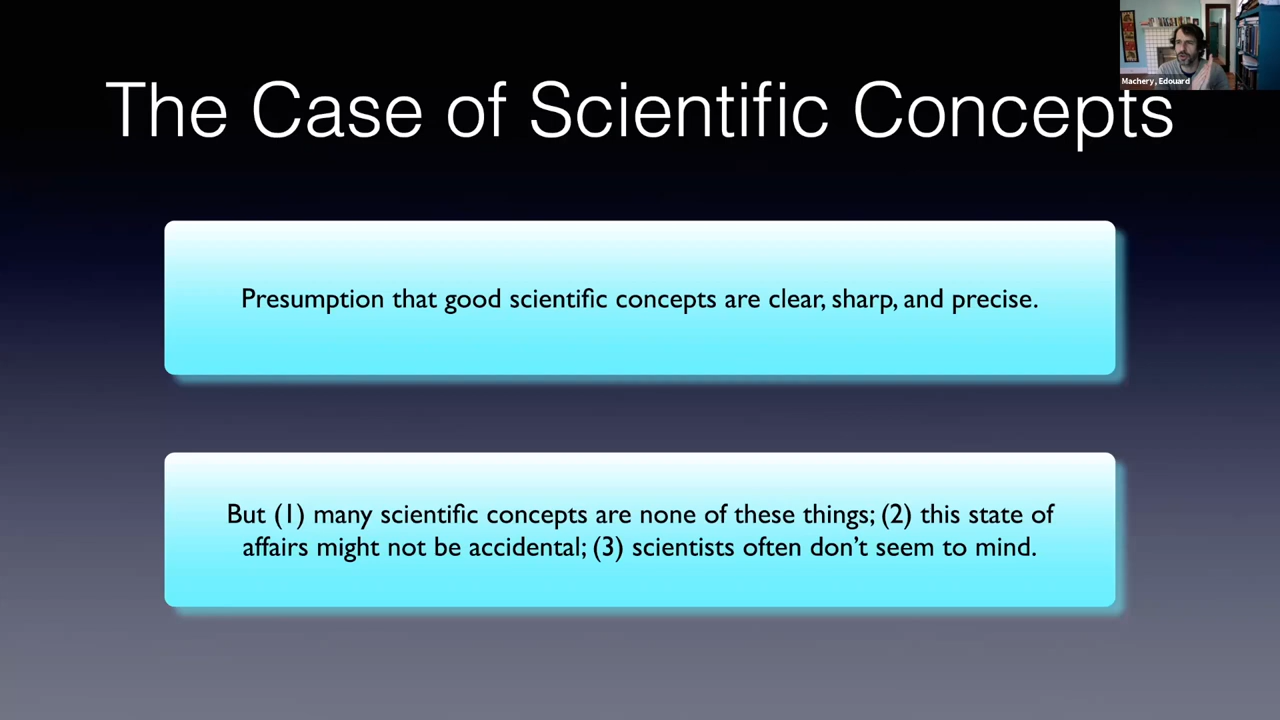 Machery, Edouard
The Case of Scientific Concepts
Presumption that good scientific concepts are clear, sharp, and precise.
But (1) many scientific concepts are none of these things; (2) this state of
affairs might not be accidental; (3) scientists often don’t seem to mind.